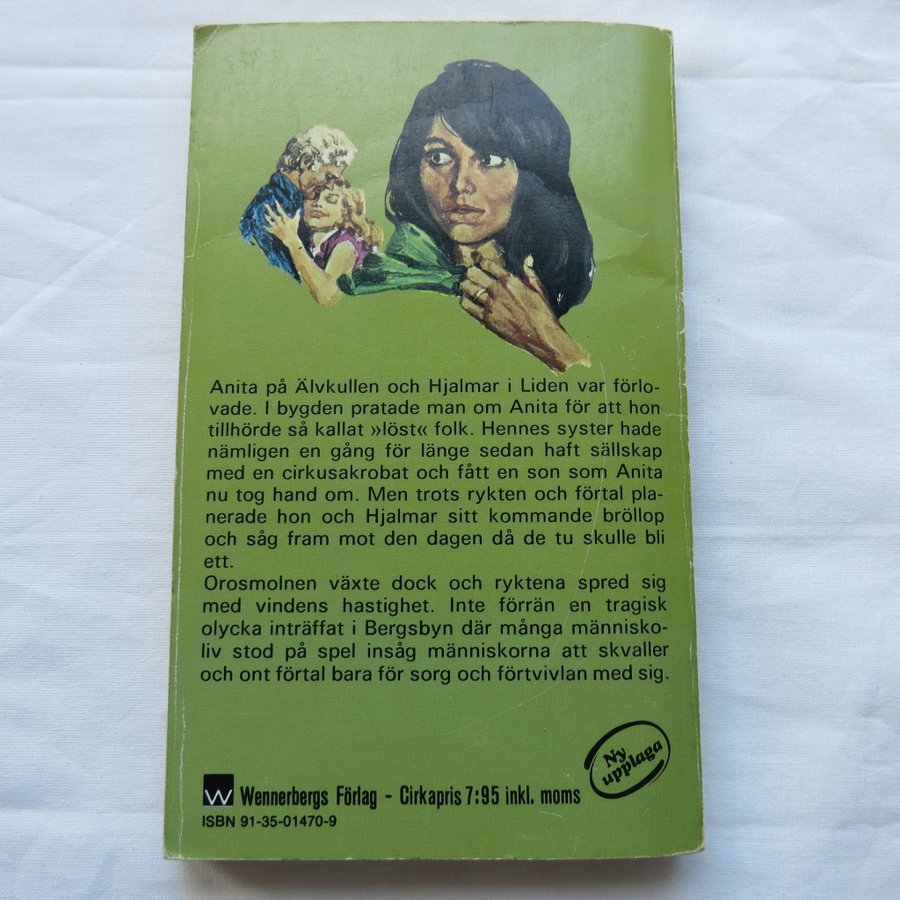 Anita på Älvkullen och Hjalmar i Liden var förlo-
vade. I bygden pratade man om Anita för att hon
tillhörde så kallat »löst« folk. Hennes syster hade
nämligen en gång för länge sedan haft sällskap
med en cirkusakrobat och fått en son som Anita
nu tog hand om. Men trots rykten och förtal pla-
nerade hon och Hjalmar sitt kommande bröllop
och såg fram mot den dagen då de tu skulle bli
ett.
Orosmolnen växte dock och ryktena spred sig
med vindens hastighet. Inte förrän en tragisk
olycka inträffat i Bergsbyn där många människo-
liv stod på spel insåg människorna att skvaller
och ont förtal bara för sorg och förtvivlan med sig.
Ny
upplaga
W Wennerbergs Förlag - Cirkapris 7:95 inkl. moms
ISBN 91-35-01470-9